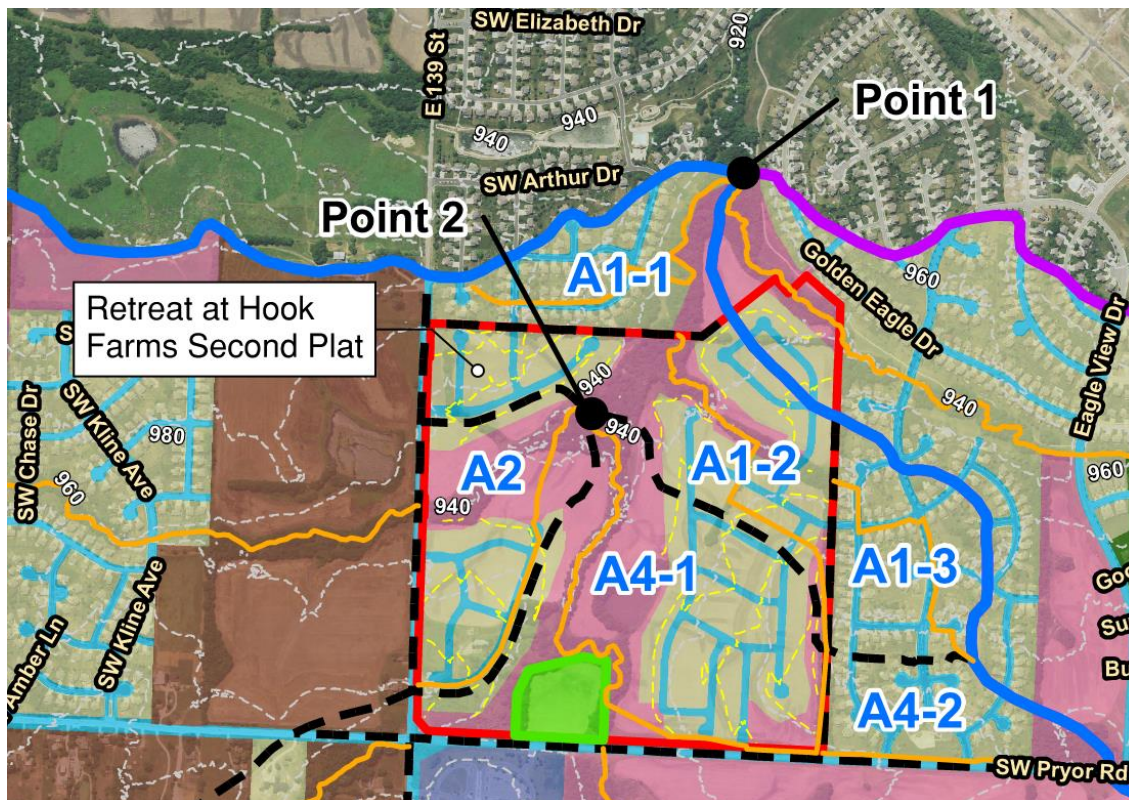 SW Elizabeth Dr
E 139 St
920
Point 1
940
940
SW Arthur Dr
Point 2
A1-1
960
Golden Eagle Dr
Eagle View Dr
Retreat at Hook
Farms Second Plat
S
SW Chase Dr
SW Kline Ave
980
960
940
940
940
940
A2
A1-2
960
A4-1
A1-3
Goo
Su
Bu
Amber Ln
SW Kline Ave
A4-2
SW Pryor Rd